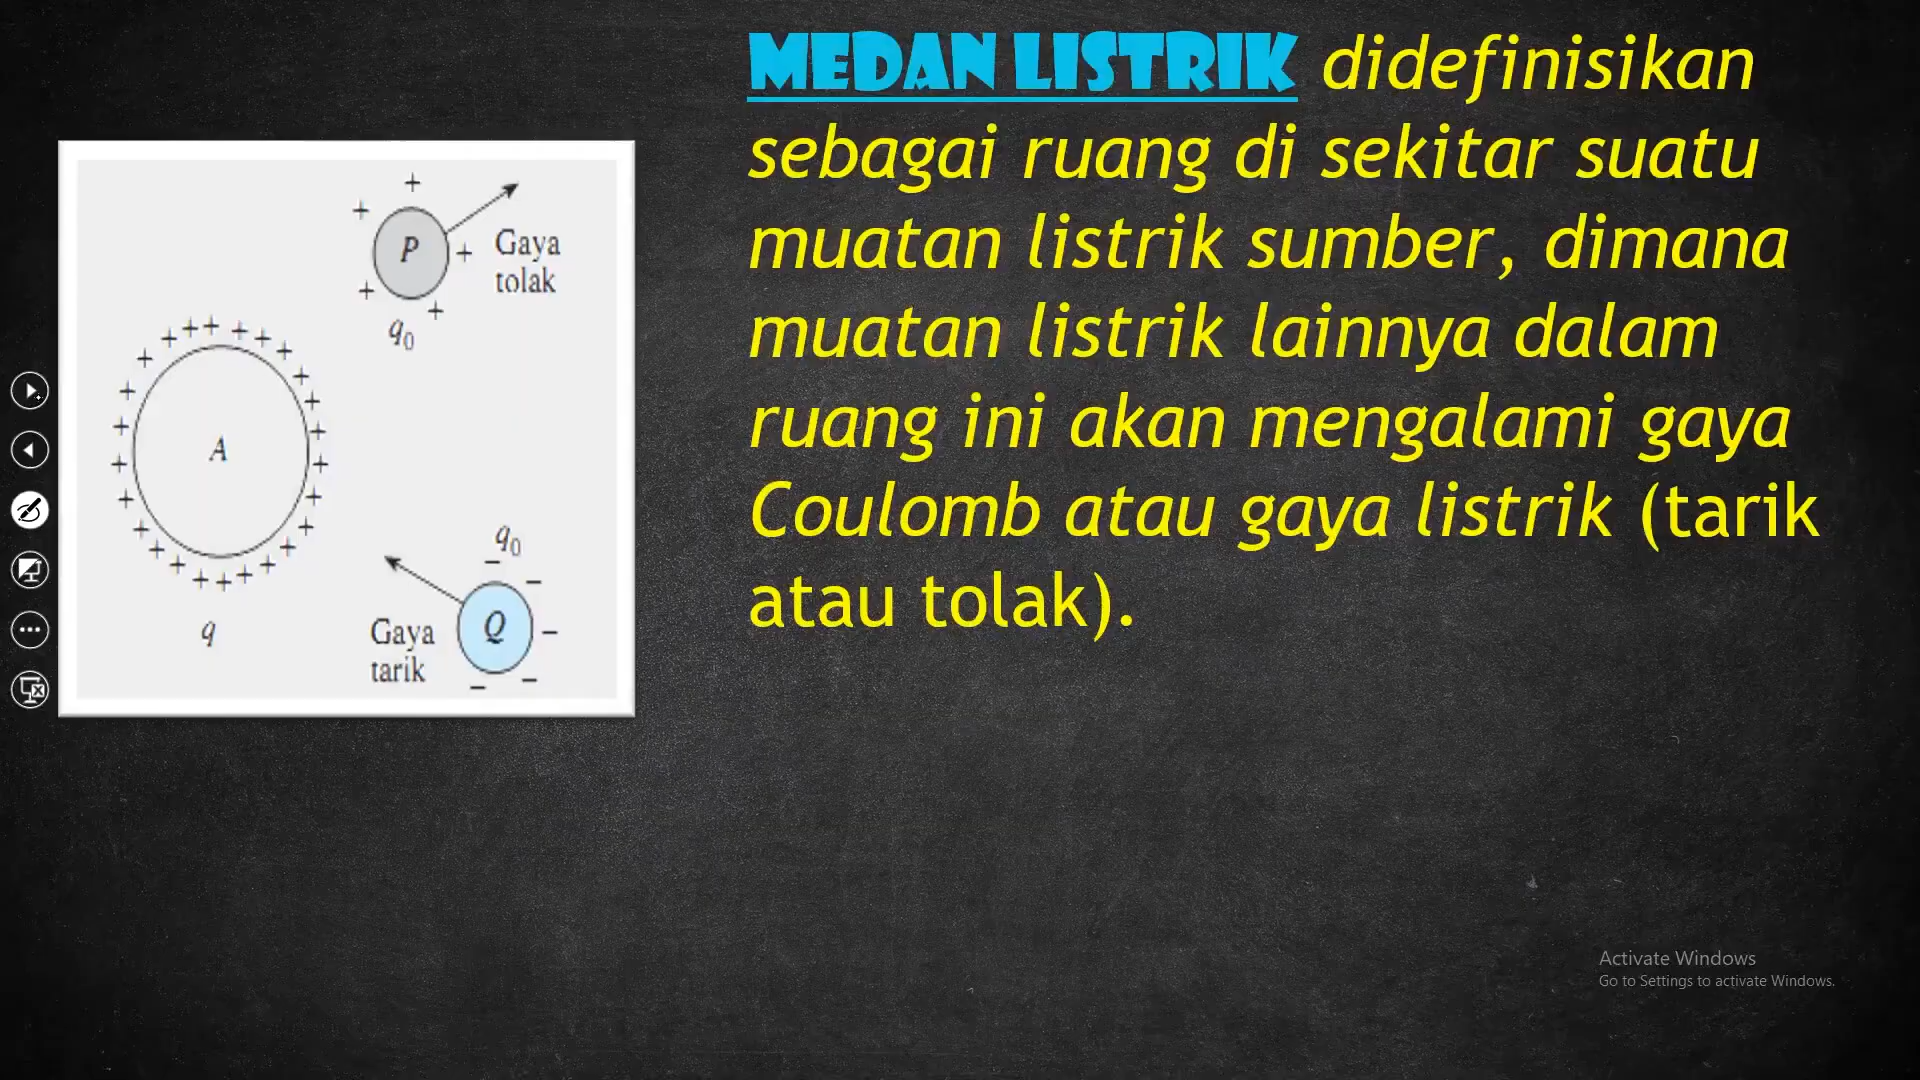 MEDAN LISTRIK didefinisikan
sebagai ruang di sekitar suatu
muatan listrik sumber, dimana
muatan listrik lainnya dalam
ruang ini akan mengalami gaya
Coulomb atau gaya listrik (tarik
atau tolak).
P
Gaya
tolak
q0
A
q
q0
Q
Gaya
tarik
Activate Windows
Go to Settings to activate Windows.